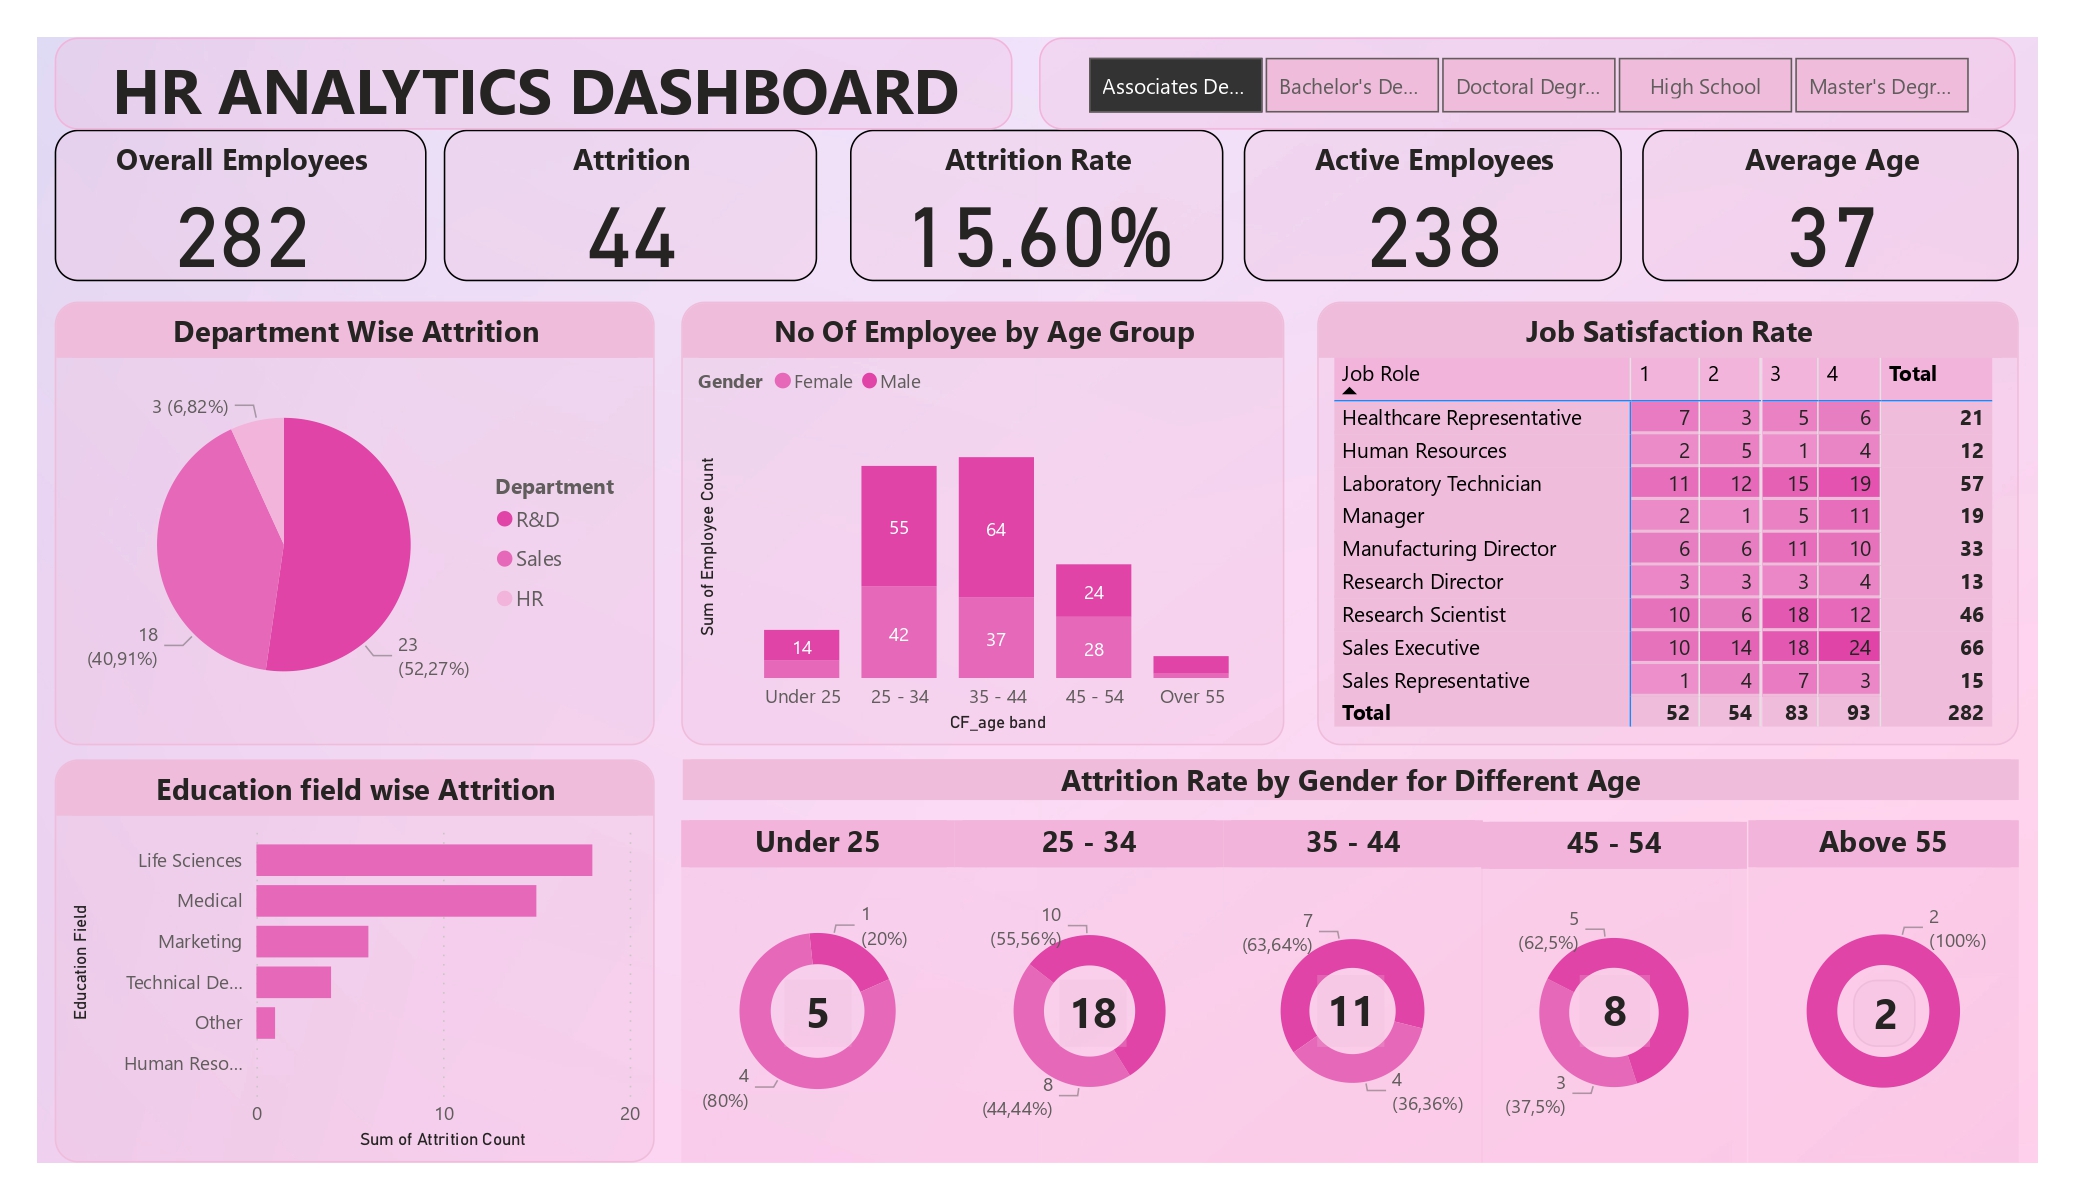 HR ANALYTICS DASHBOARD
Associates De...
Bachelor's De...
Doctoral Degr...
High School
Master's Degr...
Overall Employees
282
Attrition
44
Attrition Rate
15.60%
Active Employees
238
Average Age
37
Department Wise Attrition
3 (6,82%)
18
(40,91%)
23
(52,27%)
Department
R&D
Sales
HR
No Of Employee by Age Group
Gender Female Male
Sum of Employee Count
14
55
42
64
37
24
28
Under 25
25 - 34
35 - 44
45 - 54
Over 55
CF_age band
Job Satisfaction Rate
Job Role 1 2 3 4 Total
Healthcare Representative 7 3 5 6 21
Human Resources 2 5 1 4 12
Laboratory Technician 11 12 15 19 57
Manager 2 1 5 11 19
Manufacturing Director 6 6 11 10 33
Research Director 3 3 3 4 13
Research Scientist 10 6 18 12 46
Sales Executive 10 14 18 24 66
Sales Representative 1 4 7 3 15
Total 52 54 83 93 282
Education field wise Attrition
Education Field
Life Sciences
Medical
Marketing
Technical De...
Other
Human Reso...
0 10 20
Sum of Attrition Count
Attrition Rate by Gender for Different Age
Under 25
1
(20%)
5
4
(80%)
25 - 34
10
(55,56%)
18
8
(44,44%)
35 - 44
7
(63,64%)
11
4
(36,36%)
45 - 54
5
(62,5%)
8
3
(37,5%)
Above 55
2
(100%)
2